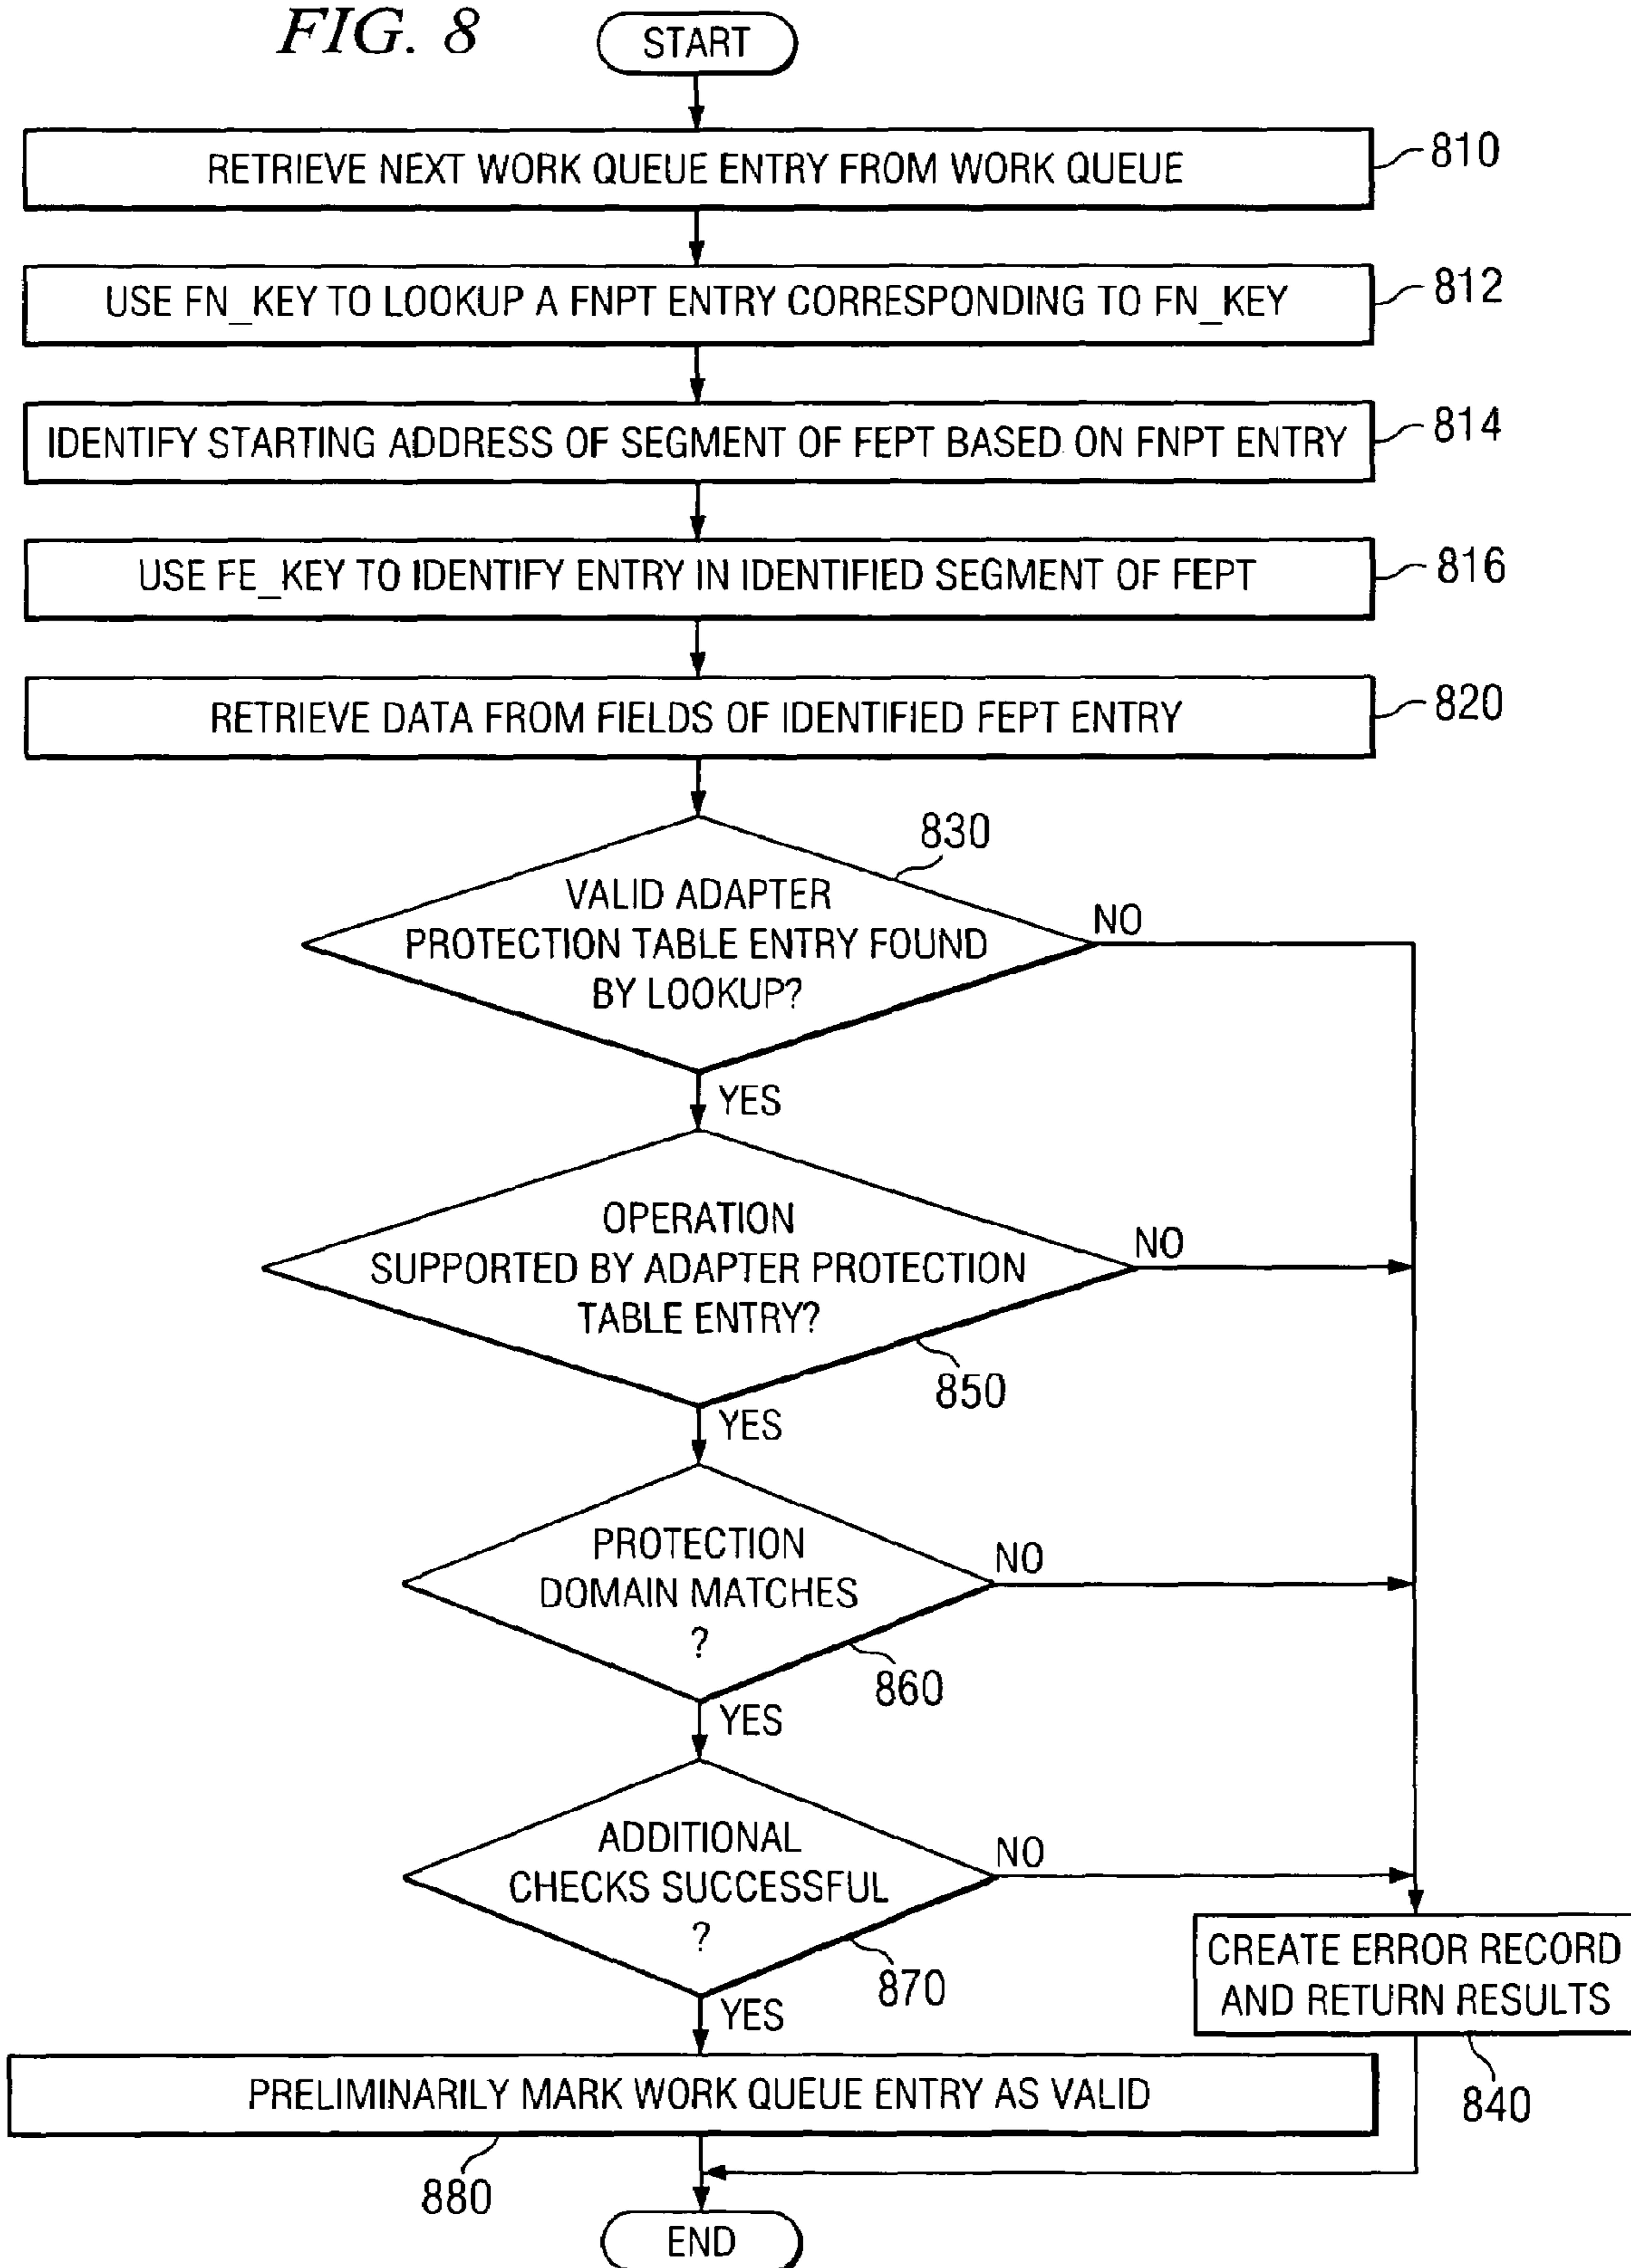 FIG. 8
START
RETRIEVE NEXT WORK QUEUE ENTRY FROM WORK QUEUE
810
USE FN_KEY TO LOOKUP A FNPT ENTRY CORRESPONDING TO FN_KEY
812
IDENTIFY STARTING ADDRESS OF SEGMENT OF FEPT BASED ON FNPT ENTRY
814
USE FE_KEY TO IDENTIFY ENTRY IN IDENTIFIED SEGMENT OF FEPT
816
RETRIEVE DATA FROM FIELDS OF IDENTIFIED FEPT ENTRY
820
830
VALID ADAPTER
PROTECTION TABLE ENTRY FOUND
BY LOOKUP?
NO
YES
OPERATION
SUPPORTED BY ADAPTER PROTECTION
TABLE ENTRY?
NO
850
YES
PROTECTION
DOMAIN MATCHES
?
NO
860
YES
ADDITIONAL
CHECKS SUCCESSFUL
?
NO
870
YES
CREATE ERROR RECORD
AND RETURN RESULTS
840
PRELIMINARILY MARK WORK QUEUE ENTRY AS VALID
880
END